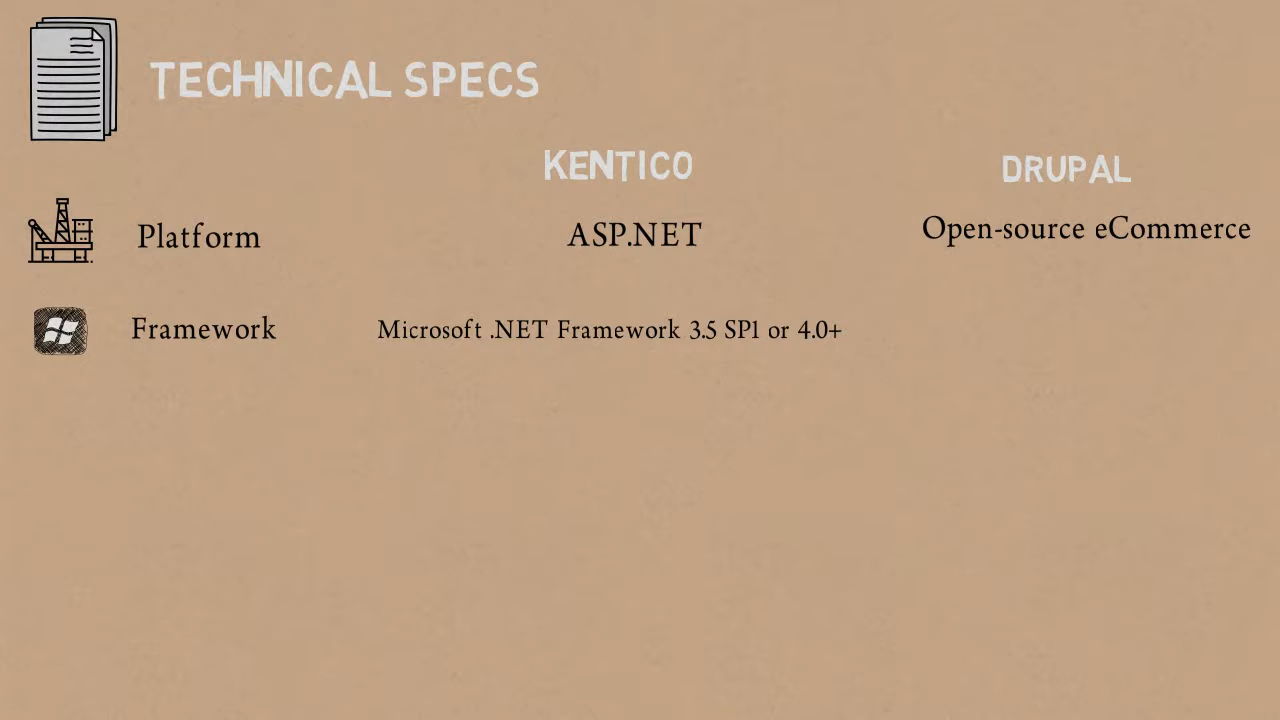 TECHNICAL SPECS
KENTICO DRUPAL
Platform ASP.NET Open-source eCommerce
Framework Microsoft .NET Framework 3.5 SP1 or 4.0+